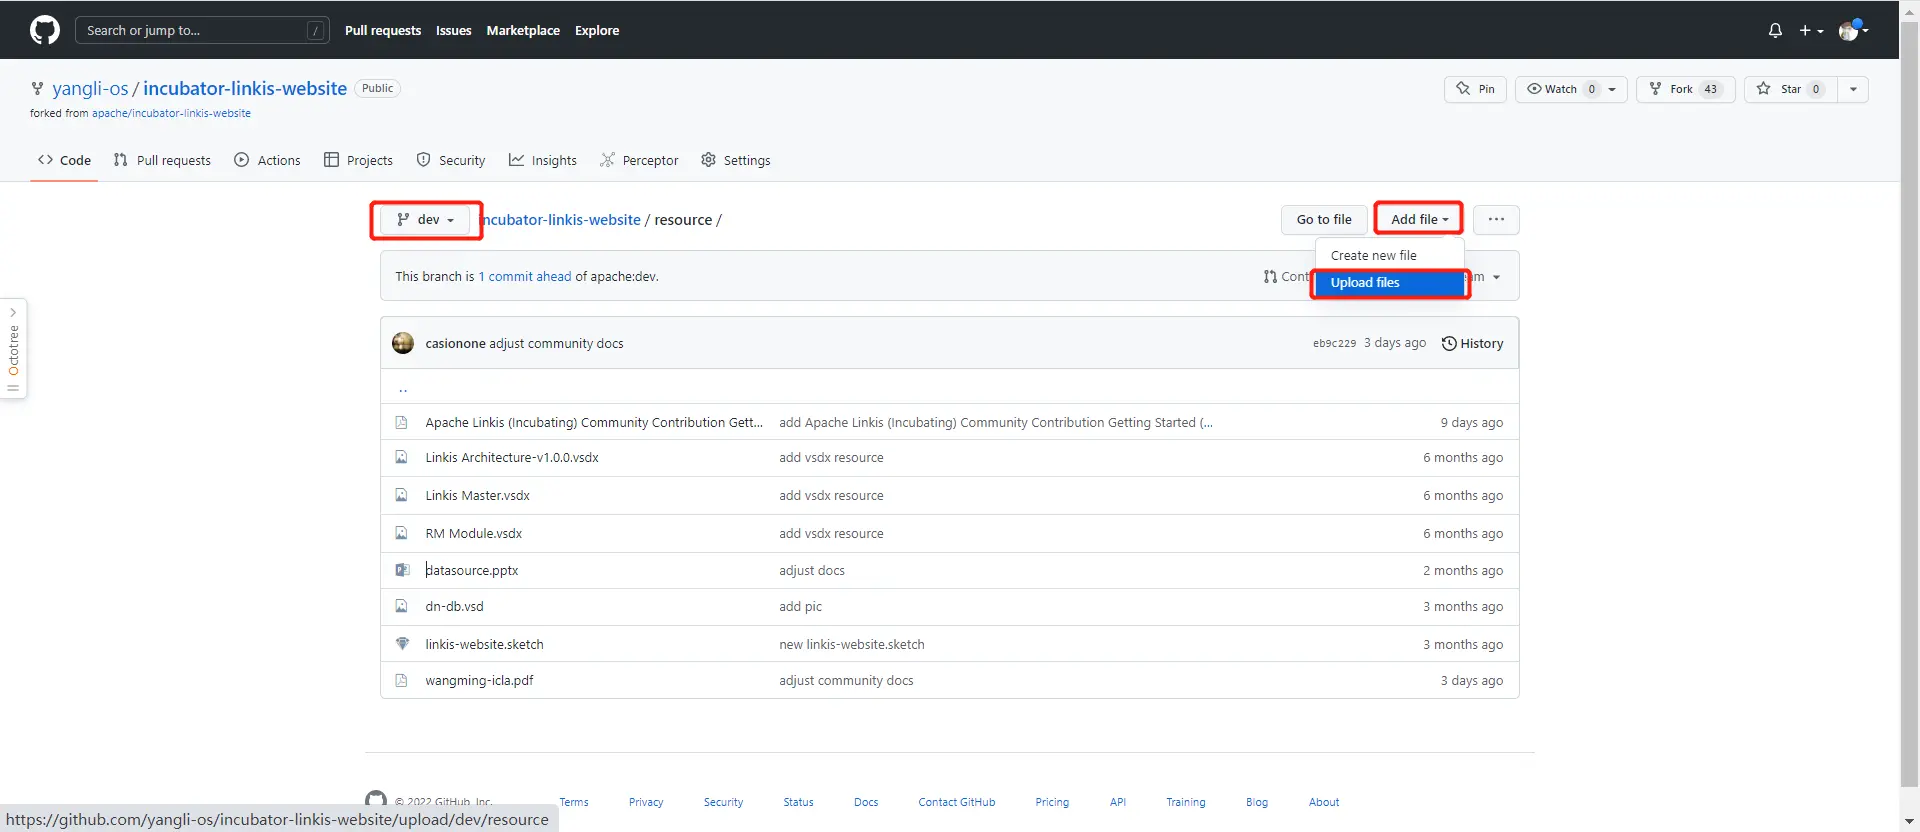 Search or jump to... /
Pull requests Issues Marketplace Explore
yangli-os / incubator-linkis-website Public
Pin Watch 0 Fork 43 Star 0
forked from apache/incubator-linkis-website
Code Pull requests Actions Projects Security Insights Perceptor Settings
dev incubator-linkis-website / resource / Go to file Add file ...
Create new file
Upload files
This branch is 1 commit ahead of apache:dev.
Octotree
casionone adjust community docs eb9c229 3 days ago History
..
Apache Linkis (Incubating) Community Contribution Gett... add Apache Linkis (Incubating) Community Contribution Getting Started (... 9 days ago
Linkis Architecture-v1.0.0.vsdx add vsdx resource 6 months ago
Linkis Master.vsdx add vsdx resource 6 months ago
RM Module.vsdx add vsdx resource 6 months ago
datasource.pptx adjust docs 2 months ago
dn-db.vsd add pic 3 months ago
linkis-website.sketch new linkis-website.sketch 3 months ago
wangming-icla.pdf adjust community docs 3 days ago
© 2022 GitHub, Inc. Terms Privacy Security Status Docs Contact GitHub Pricing API Training Blog About
https://github.com/yangli-os/incubator-linkis-website/upload/dev/resource